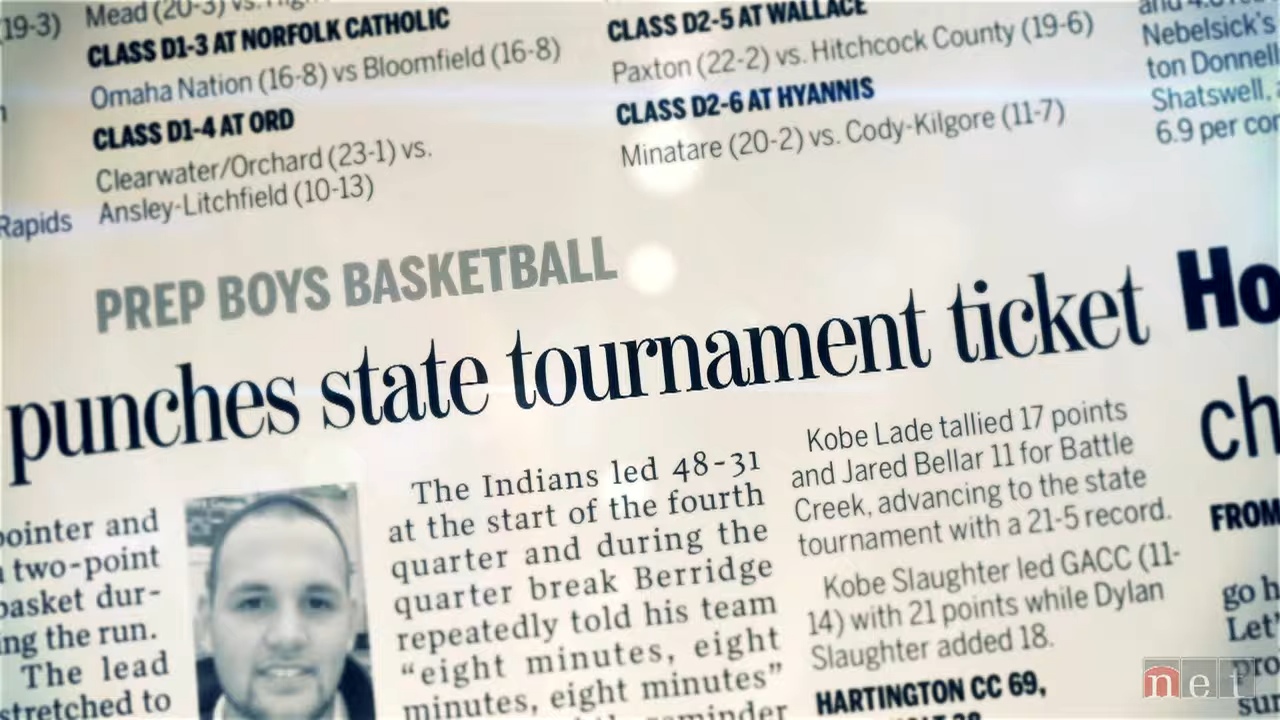 (19-3)
Mead (20-3) vs.
CLASS D1-3 AT NORFOLK CATHOLIC
Omaha Nation (16-8) vs Bloomfield (16-8)
CLASS D1-4 AT ORD
Clearwater/Orchard (23-1) vs.
Ansley-Litchfield (10-13)
Rapids
CLASS D2-5 AT WALLACE
Paxton (22-2) vs. Hitchcock County (19-6)
CLASS D2-6 AT HYANNIS
Minatare (20-2) vs. Cody-Kilgore (11-7)
Nebelsick's
ton Donnell
Shatswell,
6.9 per
PREP BOYS BASKETBALL
punches state tournament ticket
Ho
ch
pointer and
two-point
basket dur-
ing the run.
The lead
stretched to
The Indians led 48-31
at the start of the fourth
quarter and during the
quarter break Berridge
repeatedly told his team
“eight minutes, eight
minutes, eight minutes”
Kobe Lade tallied 17 points
and Jared Bellar 11 for Battle
Creek, advancing to the state
tournament with a 21-5 record.
Kobe Slaughter led GACC (11-
14) with 21 points while Dylan
Slaughter added 18.
HARTINGTON CC 69,
FROM
go h
Let'
pro
net